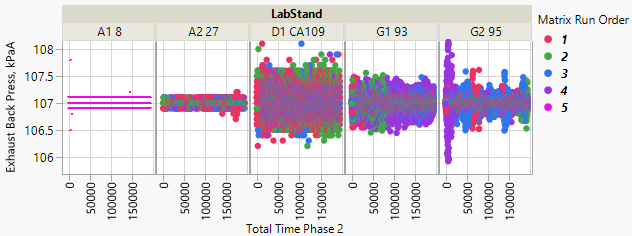 LabStand
A1 8 A2 27 D1 CA109 G1 93 G2 95
Matrix Run Order
1
2
3
4
5
Exhaust Back Press, kPaA
108
107.5
107
106.5
106
0 50000 100000 150000 0 50000 100000 150000 0 50000 100000 150000 0 50000 100000 150000 0 50000 100000 150000
Total Time Phase 2